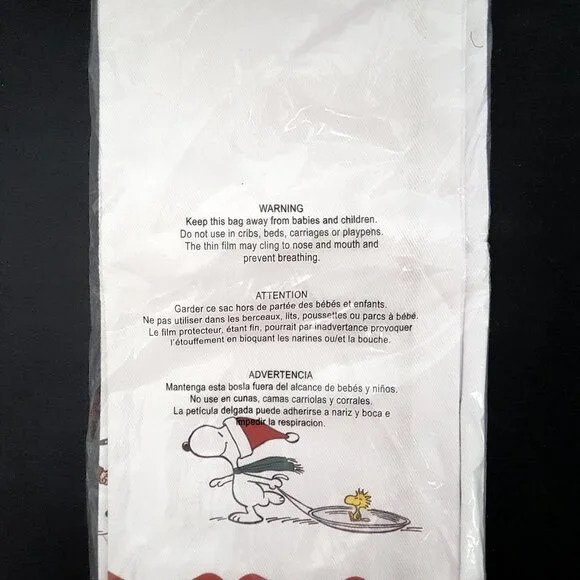 WARNING
Keep this bag away from babies and children.
Do not use in cribs, beds, carriages or playpens.
The thin film may cling to nose and mouth and
prevent breathing.
ATTENTION
Garder ce sac hors de partée des bébés et enfants.
Ne pas utiliser dans les berceaux, lits, poussettes ou parcs à bébé.
Le film protecteur, étant fin, pourrait par inadvertance provoquer
l'étouffement en bioquant les narines ou/et la bouche.
ADVERTENCIA
Mantenga esta bosla fuera del alcance de bebés y niños.
No use en cunas, camas carriolas y corrales.
La película delgada puede adherirse a nariz y boca e
impedir la respiracion.